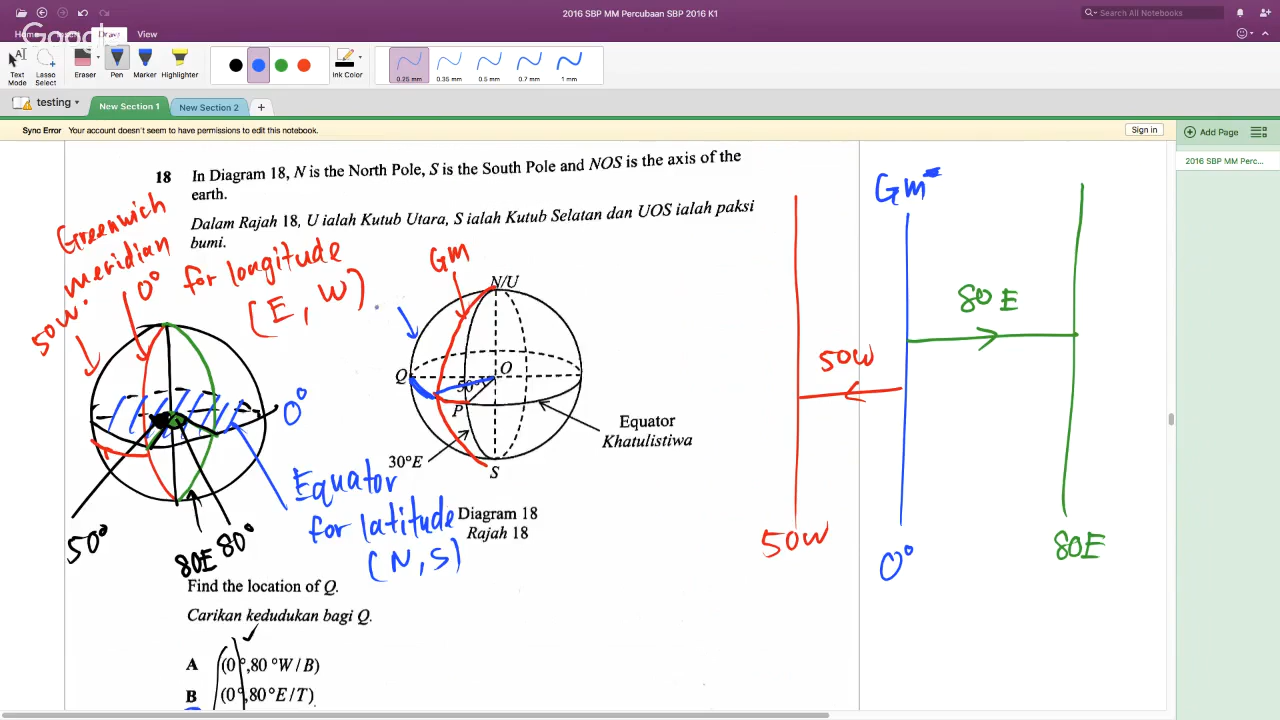 2016 SBP MM Percubaan SBP 2016 K1
Search All Notebooks
Google
Home Insert Draw View
Text Mode
Lasso Select
Eraser
Pen
Marker
Highlighter
Ink Color
0.25 mm
0.35 mm
0.5 mm
0.7 mm
1 mm
testing
New Section 1
New Section 2
+
Sync Error Your account doesn't seem to have permissions to edit this notebook.
Sign in
Add Page
2016 SBP MM Perc...
18 In Diagram 18, N is the North Pole, S is the South Pole and NOS is the axis of the
earth.
Dalam Rajah 18, U ialah Kutub Utara, S ialah Kutub Selatan dan UOS ialah paksi
bumi.
Greenwich
meridian
0° for longitude
(E, W)
50W
0°
50°
80E
80°
Equator
for latitude
(N, S)
Gm
N/U
Q
O
50°
P
30°E
S
Equator
Khatulistiwa
Diagram 18
Rajah 18
Gm
80E
50W
50W
0°
80E
Find the location of Q.
Carikan kedudukan bagi Q.
A (0°,80°W/B)
B (0°,80°E/T)